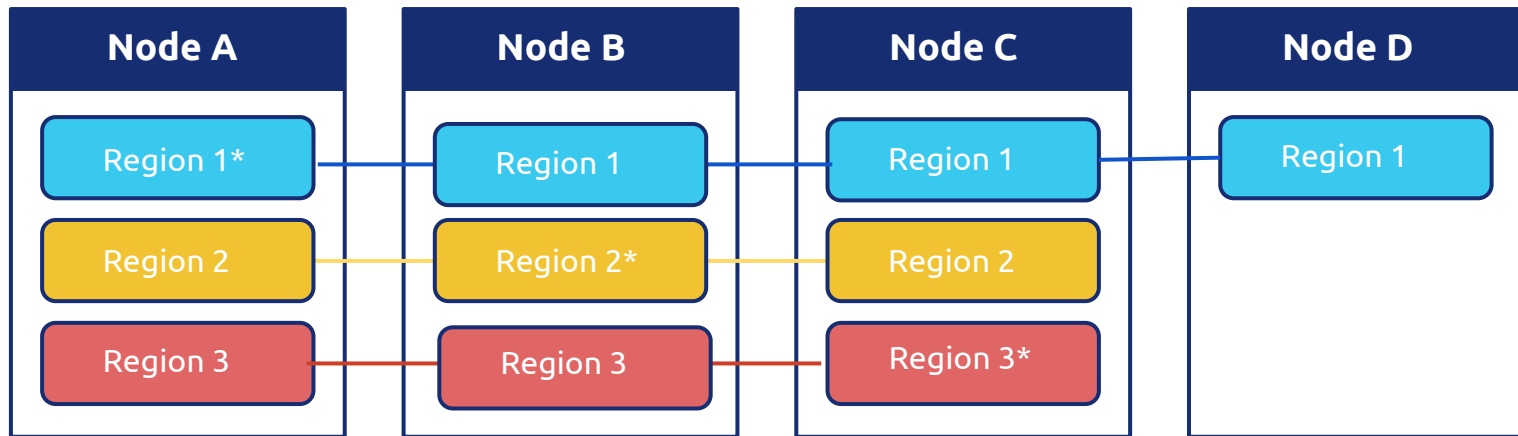 Node A
Node B
Node C
Node D
Region 1*
Region 1
Region 1
Region 1
Region 2
Region 2*
Region 2
Region 3
Region 3
Region 3*